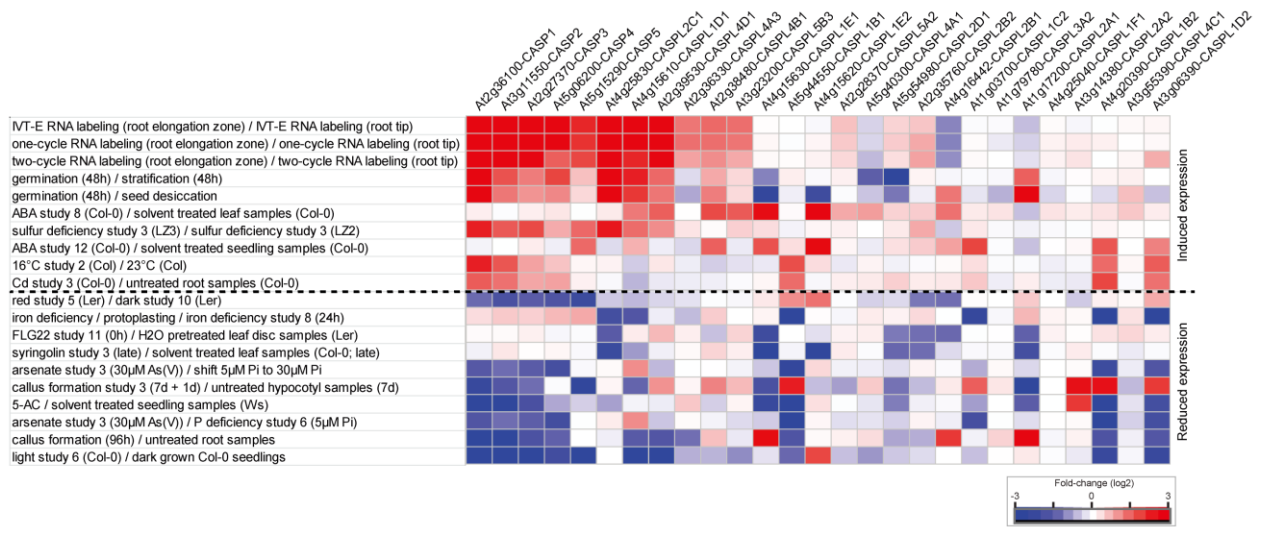 At2g36100-CASP1
At3g11550-CASP2
At2g27370-CASP3
At5g06200-CASP4
At5g15290-CASP5
At4g25830-CASPL2C1
At4g15610-CASPL1D1
At2g39530-CASPL4D1
At2g36330-CASPL4A3
At2g38480-CASPL4B1
At3g23200-CASPL5B3
At4g15630-CASPL1E1
At5g44550-CASPL1B1
At4g15620-CASPL1E2
At2g28370-CASPL5A2
At5g40300-CASPL4A1
At5g54980-CASPL2D1
At2g35760-CASPL2B2
At4g16442-CASPL2B1
At1g03700-CASPL1C2
At1g79780-CASPL3A2
At1g17200-CASPL2A1
At4g25040-CASPL1F1
At3g14380-CASPL2A2
At4g20390-CASPL1B2
At3g55390-CASPL4C1
At3g06390-CASPL1D2
IVT-E RNA labeling (root elongation zone) / IVT-E RNA labeling (root tip)
one-cycle RNA labeling (root elongation zone) / one-cycle RNA labeling (root tip)
two-cycle RNA labeling (root elongation zone) / two-cycle RNA labeling (root tip)
germination (48h) / stratification (48h)
germination (48h) / seed desiccation
ABA study 8 (Col-0) / solvent treated leaf samples (Col-0)
sulfur deficiency study 3 (LZ3) / sulfur deficiency study 3 (LZ2)
ABA study 12 (Col-0) / solvent treated seedling samples (Col-0)
16°C study 2 (Col) / 23°C (Col)
Cd study 3 (Col-0) / untreated root samples (Col-0)
Induced expression
red study 5 (Ler) / dark study 10 (Ler)
iron deficiency / protoplasting / iron deficiency study 8 (24h)
FLG22 study 11 (0h) / H2O pretreated leaf disc samples (Ler)
syringolin study 3 (late) / solvent treated leaf samples (Col-0; late)
arsenate study 3 (30µM As(V)) / shift 5µM Pi to 30µM Pi
callus formation study 3 (7d + 1d) / untreated hypocotyl samples (7d)
5-AC / solvent treated seedling samples (Ws)
arsenate study 3 (30µM As(V)) / P deficiency study 6 (5µM Pi)
callus formation (96h) / untreated root samples
light study 6 (Col-0) / dark grown Col-0 seedlings
Reduced expression
Fold-change (log2)
-3 0 3